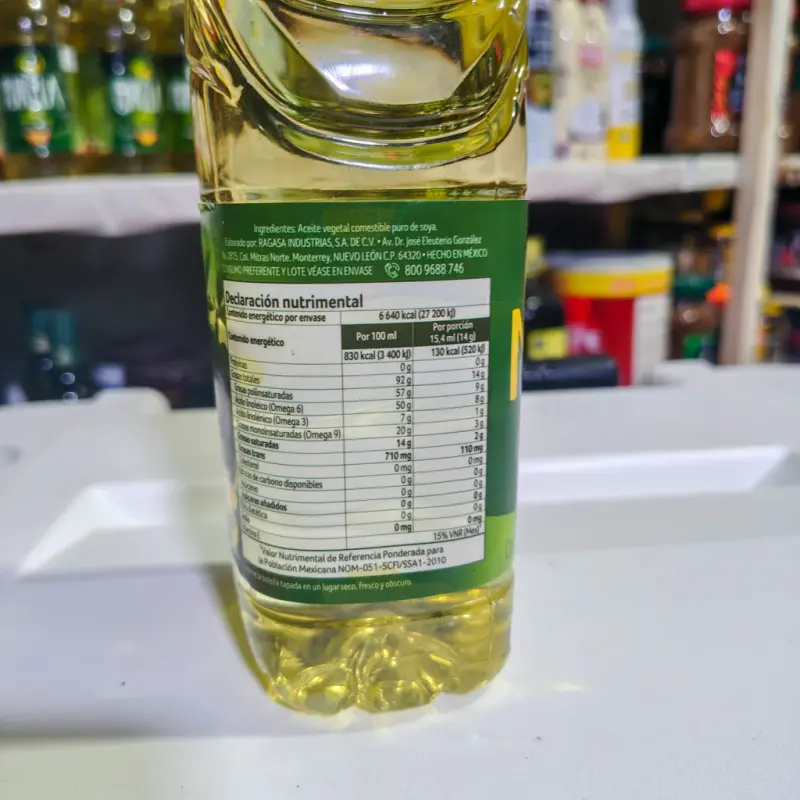 Ingredientes: Aceite vegetal comestible puro de soya.
Elaborado por: RAGASA INDUSTRIAS, S.A. DE C.V. • Av. Dr. José Eleuterio González
No. 2815, Col. Mitras Norte. Monterrey, NUEVO LEÓN C.P. 64320 • HECHO EN MÉXICO
CONSUMO PREFERENTE Y LOTE VÉASE EN ENVASE 800 9688 746
Declaración nutrimental
Contenido energético por envase 6 640 kcal (27 200 kJ)
Por 100 ml Por porción
15,4 ml (14 g)
Contenido energético 830 kcal (3 400 kJ) 130 kcal (520 kJ)
Proteínas 0 g 0 g
Grasas totales 92 g 14 g
Grasas poliinsaturadas 57 g 9 g
Ácido linoléico (Omega 6) 50 g 8 g
Ácido linolénico (Omega 3) 7 g 1 g
Grasas monoinsaturadas (Omega 9) 20 g 3 g
Grasas saturadas 14 g 2 g
Grasas trans 710 mg 110 mg
Colesterol 0 mg 0 mg
de carbono disponibles 0 g 0 g
Azúcares 0 g 0 g
Azúcares añadidos 0 g 0 g
dietética 0 g 0 g
Sodio 0 mg 0 mg
Vitamina E 15% VNR (Mex)*
*Valor Nutrimental de Referencia Ponderada para
la Población Mexicana NOM-051-SCFI/SSA1-2010
la botella tapada en un lugar seco, fresco y obscuro.